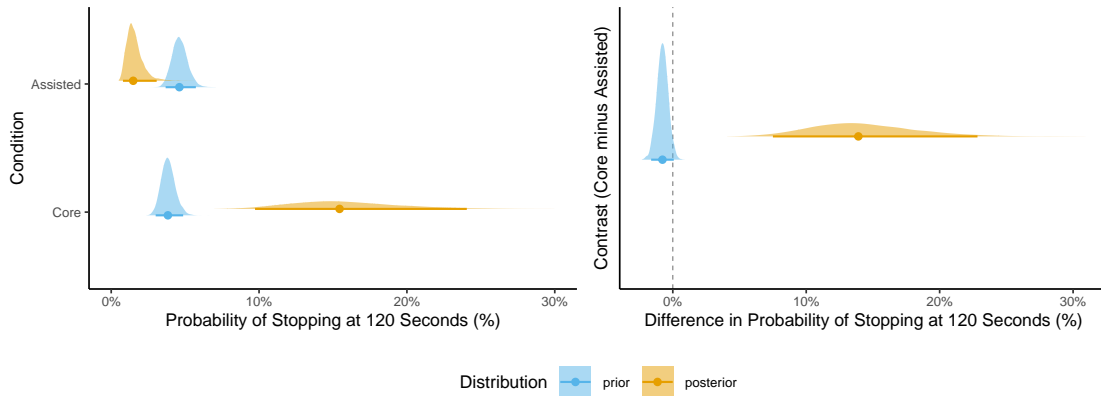 Condition
Assisted
Core
0% 10% 20% 30%
Probability of Stopping at 120 Seconds (%)
Contrast (Core minus Assisted)
0% 10% 20% 30%
Difference in Probability of Stopping at 120 Seconds (%)
Distribution prior posterior